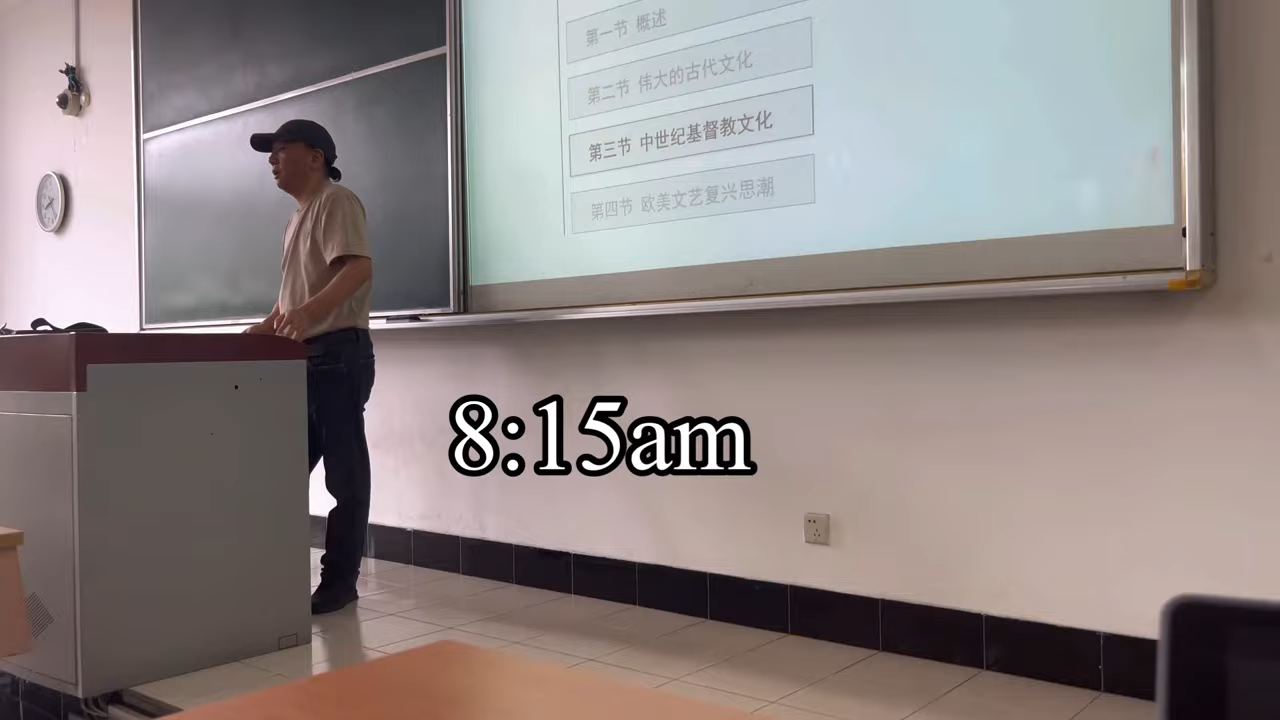 第一节 概述
第二节 伟大的古代文化
第三节 中世纪基督教文化
第四节 欧美文艺复兴思潮
8:15am